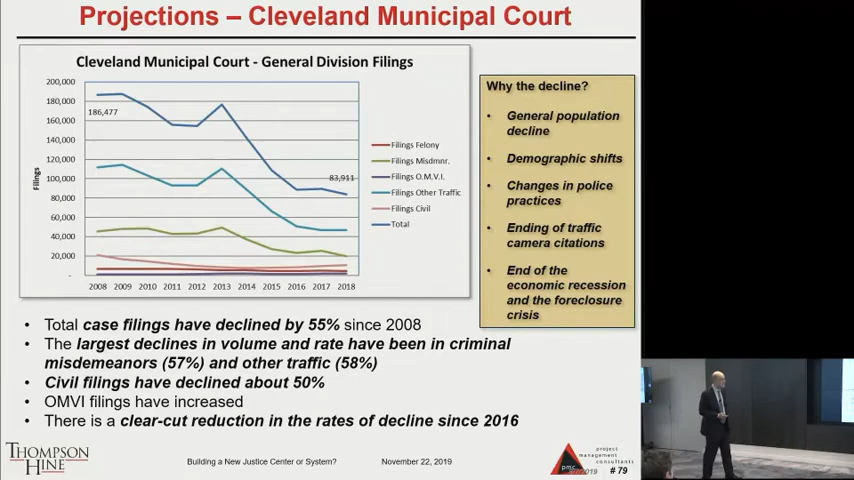 Projections – Cleveland Municipal Court
Cleveland Municipal Court - General Division Filings
Filings
200,000
180,000
160,000
140,000
120,000
100,000
80,000
60,000
40,000
20,000
-
186,477
83,911
2008 2009 2010 2011 2012 2013 2014 2015 2016 2017 2018
Filings Felony
Filings Misdmnr.
Filings O.M.V.I.
Filings Other Traffic
Filings Civil
Total
Why the decline?
• General population
decline
• Demographic shifts
• Changes in police
practices
• Ending of traffic
camera citations
• End of the
economic recession
and the foreclosure
crisis
• Total case filings have declined by 55% since 2008
• The largest declines in volume and rate have been in criminal
misdemeanors (57%) and other traffic (58%)
• Civil filings have declined about 50%
• OMVI filings have increased
• There is a clear-cut reduction in the rates of decline since 2016
THOMPSON
HINE
Building a New Justice Center or System?
November 22, 2019
pmc
project
management
consultants
# 79